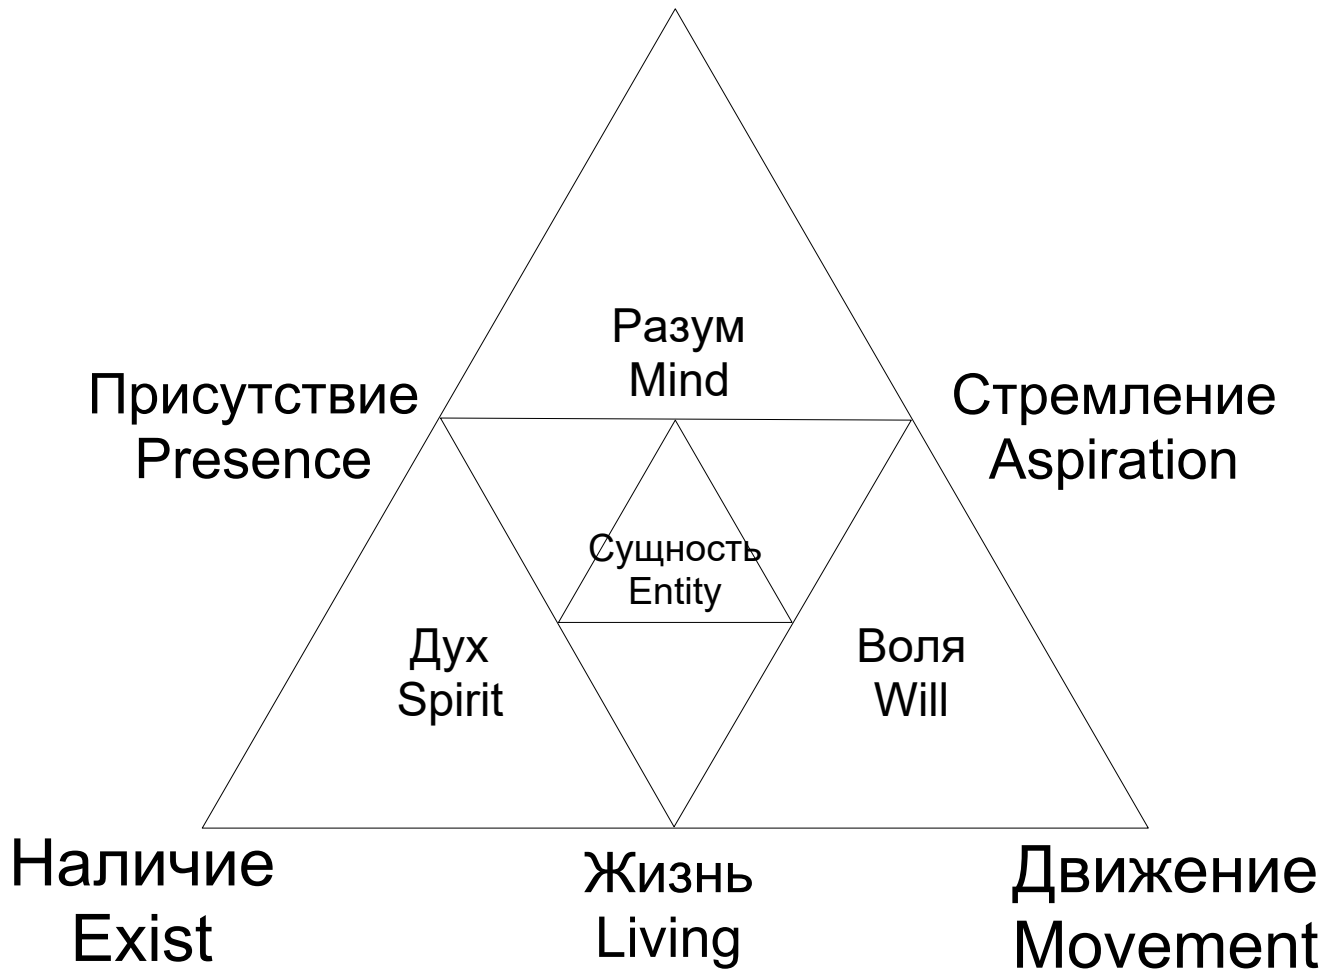 Разум
Mind
Присутствие
Presence
Стремление
Aspiration
Сущность
Entity
Дух
Spirit
Воля
Will
Наличие
Exist
Жизнь
Living
Движение
Movement